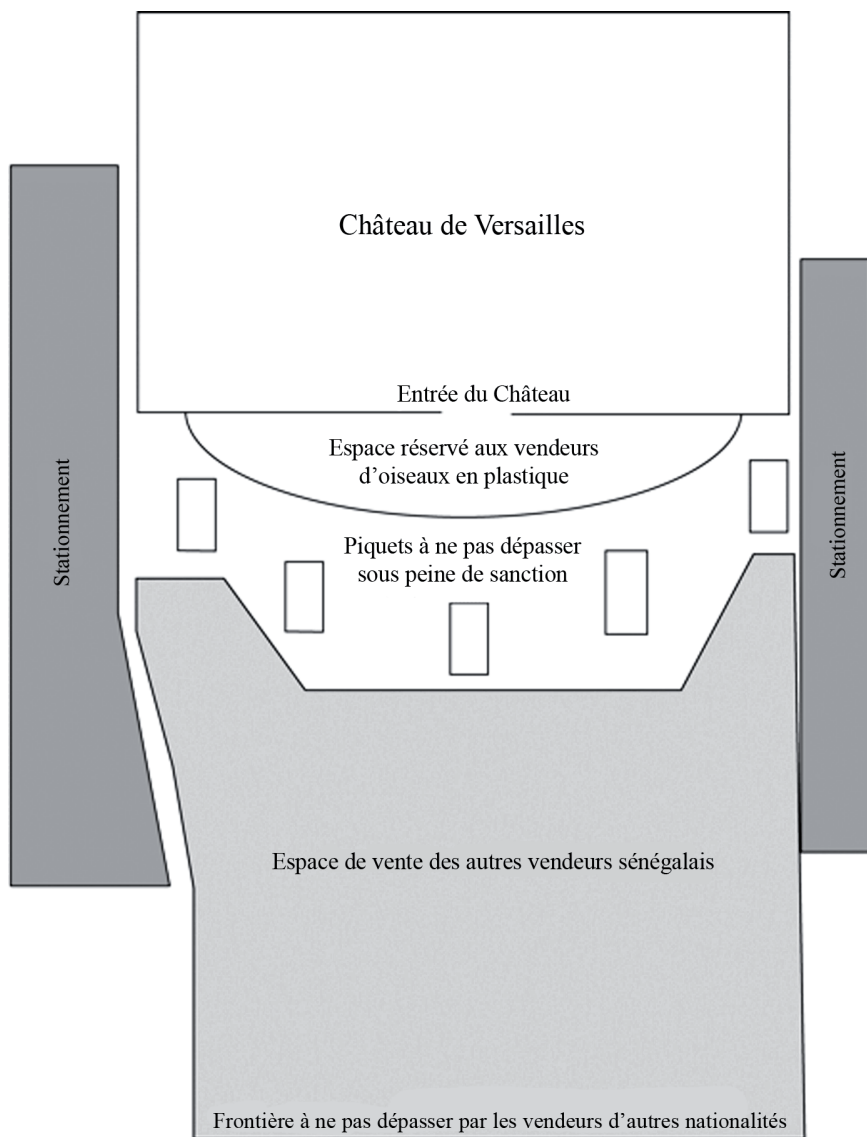 Château de Versailles
Entrée du Château
Espace réservé aux vendeurs
d’oiseaux en plastique
Stationnement
Stationnement
Piquets à ne pas dépasser
sous peine de sanction
Espace de vente des autres vendeurs sénégalais
Frontière à ne pas dépasser par les vendeurs d’autres nationalités